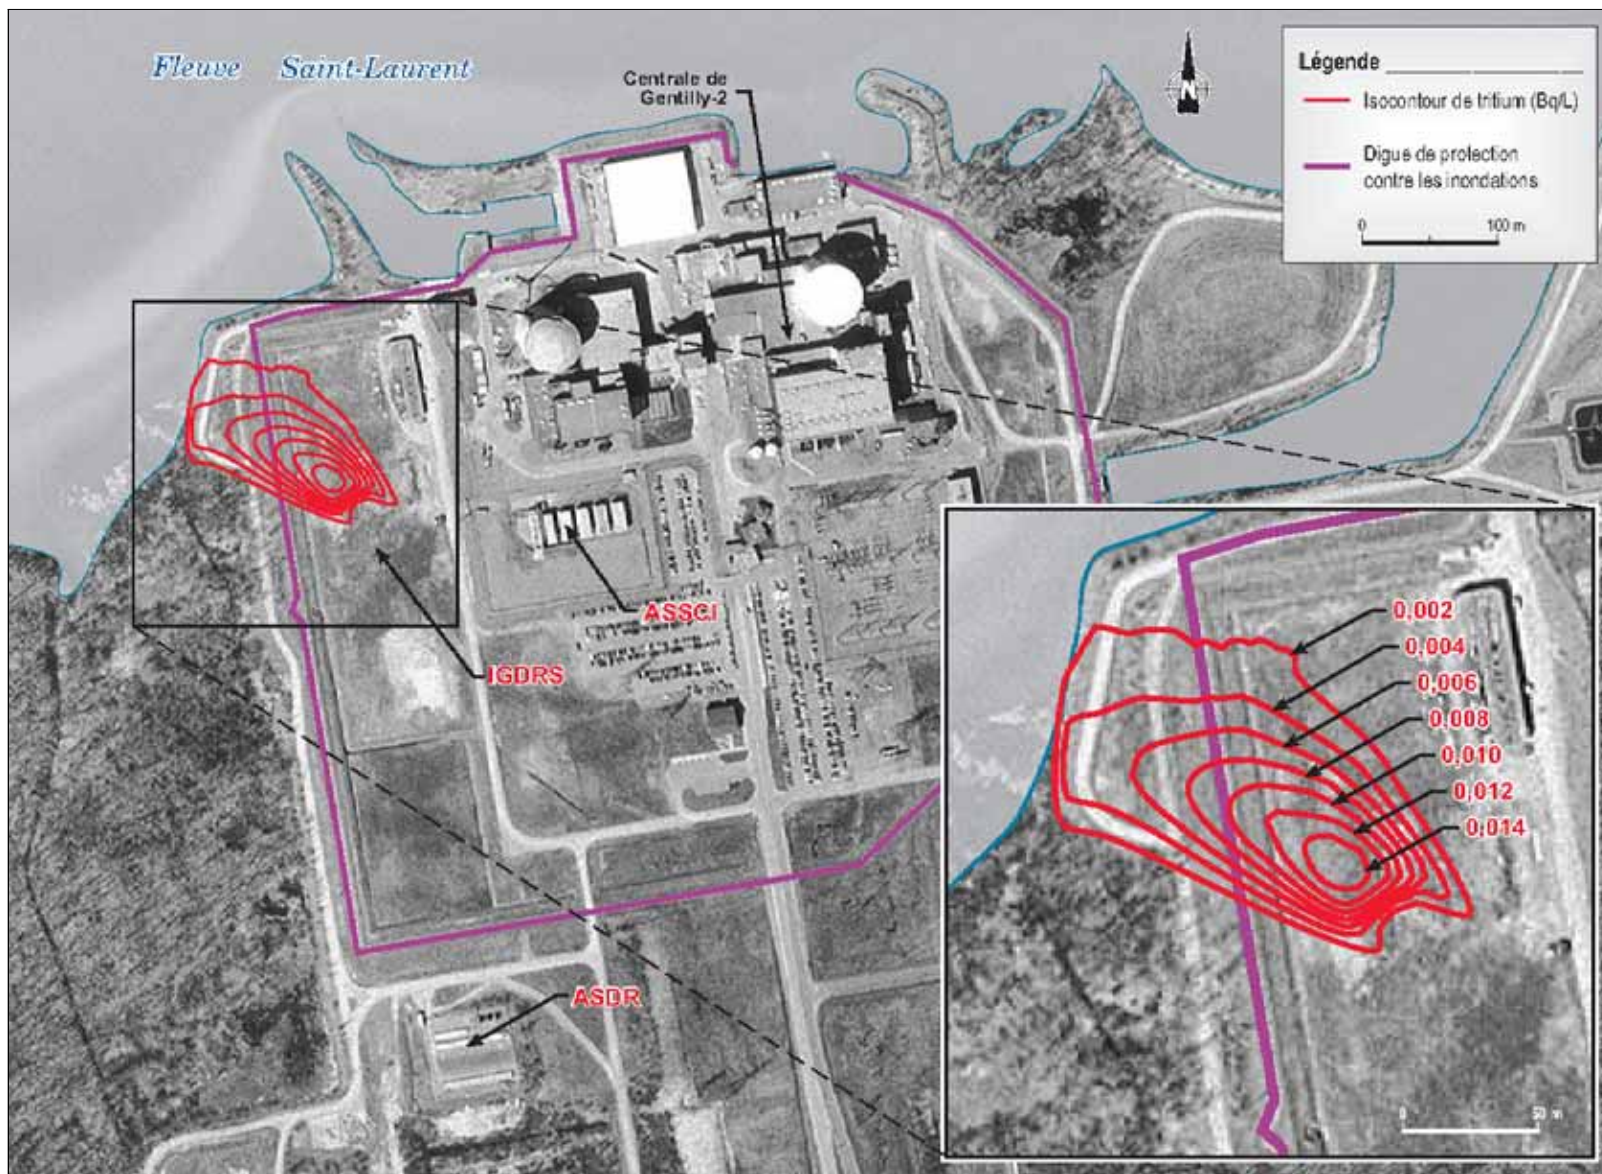 Fleuve Saint-Laurent
Centrale de
Gentilly-2
N
Légende
Isocontour de tritium (Bq/L)
Digue de protection
contre les inondations
0 100 m
ASSCI
IGDRS
ASDR
0,002
0,004
0,006
0,008
0,010
0,012
0,014
0 50 m